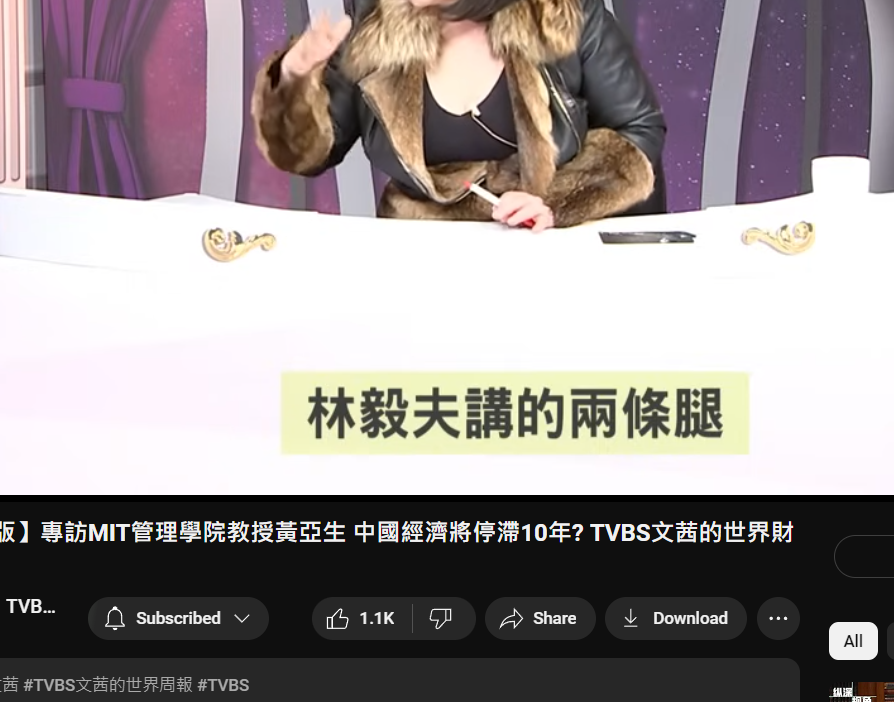 林毅夫講的兩條腿
版】專訪MIT管理學院教授黃亞生 中國經濟將停滯10年? TVBS文茜的世界財
TVB...
Subscribed
1.1K
Share
Download
All
茜 #TVBS文茜的世界周報 #TVBS
纵深